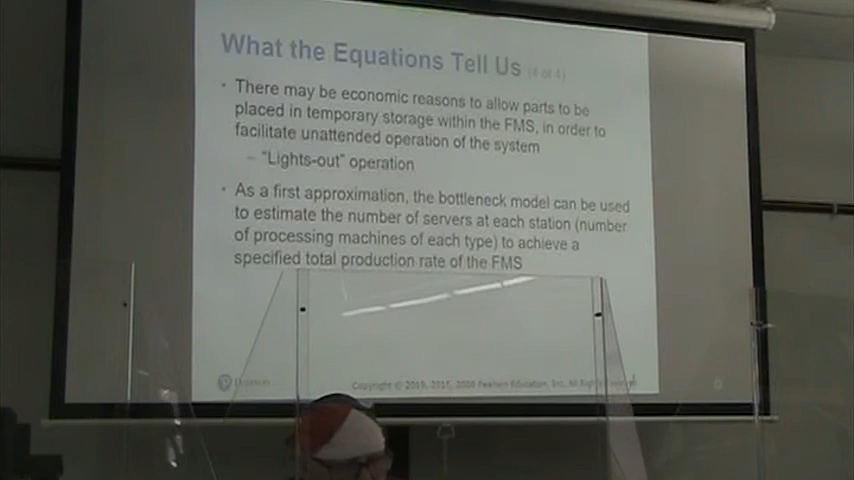 What the Equations Tell Us (4 of 4)
• There may be economic reasons to allow parts to be
placed in temporary storage within the FMS, in order to
facilitate unattended operation of the system
– "Lights-out" operation
• As a first approximation, the bottleneck model can be used
to estimate the number of servers at each station (number
of processing machines of each type) to achieve a
specified total production rate of the FMS
Copyright © 2019, 2015, 2008 Pearson Education, Inc. All Rights Reserved